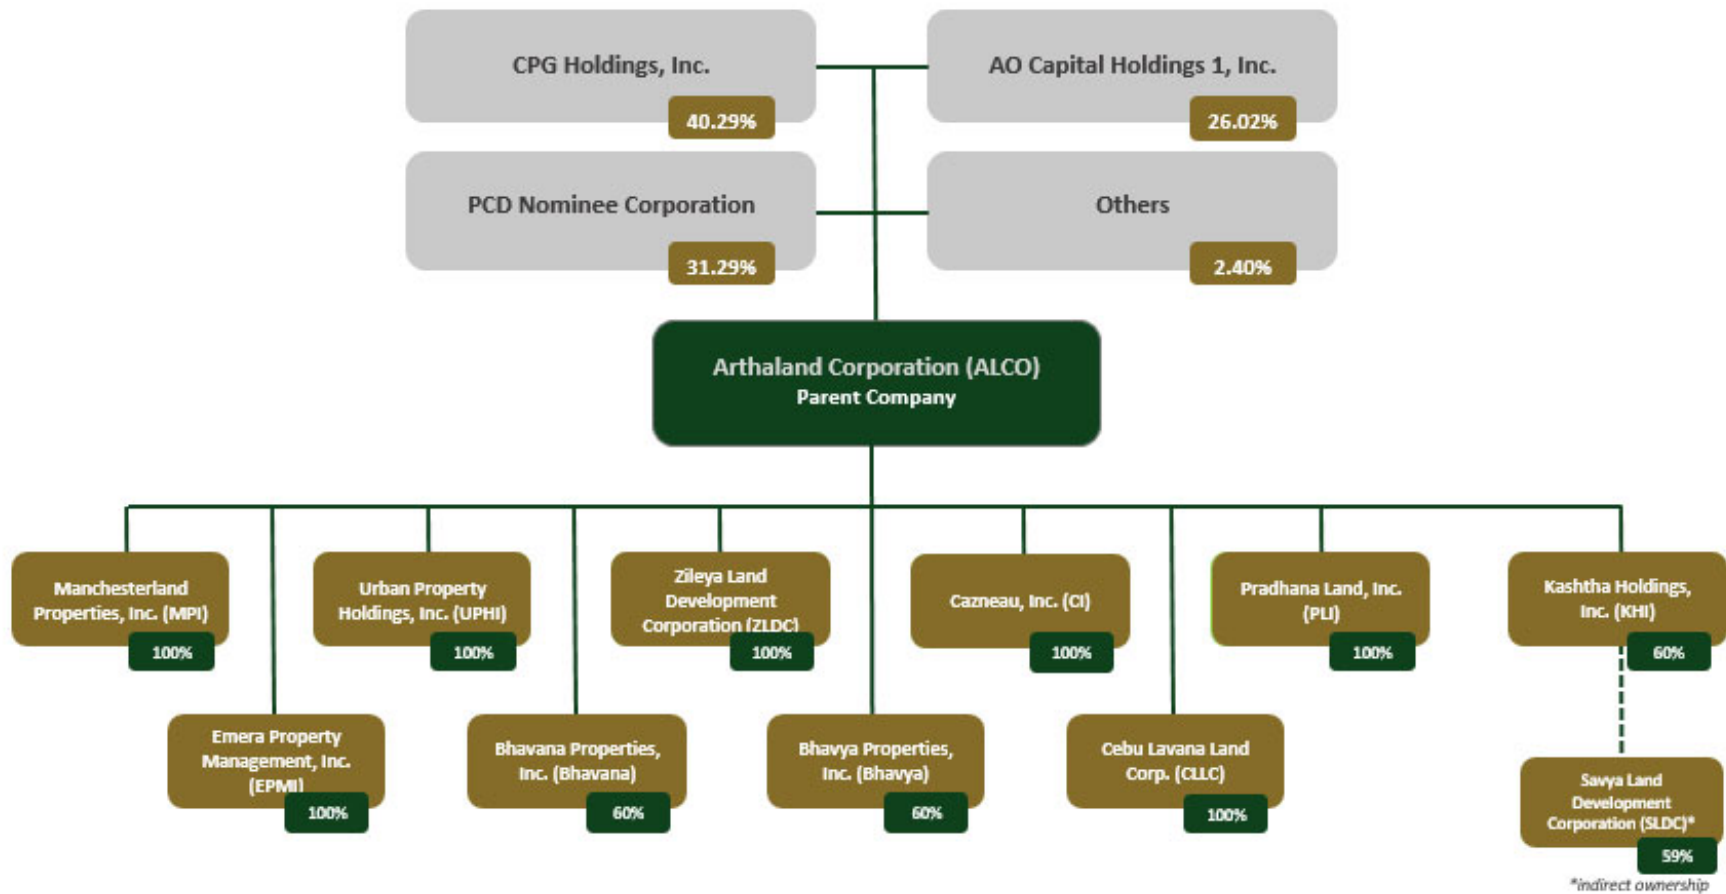 CPG Holdings, Inc.
40.29%
AO Capital Holdings 1, Inc.
26.02%
PCD Nominee Corporation
31.29%
Others
2.40%
Arthaland Corporation (ALCO)
Parent Company
Manchesterland
Properties, Inc. (MPI)
100%
Urban Property
Holdings, Inc. (UPHI)
100%
Zileya Land
Development
Corporation (ZLDC)
100%
Cazneau, Inc. (CI)
100%
Pradhana Land, Inc.
(PLI)
100%
Kashtha Holdings,
Inc. (KHI)
60%
Emera Property
Management, Inc.
(EPMI)
100%
Bhavana Properties,
Inc. (Bhavana)
60%
Bhavya Properties,
Inc. (Bhavya)
60%
Cebu Lavana Land
Corp. (CLLC)
100%
Savya Land
Development
Corporation (SLDC)*
59%
*indirect ownership